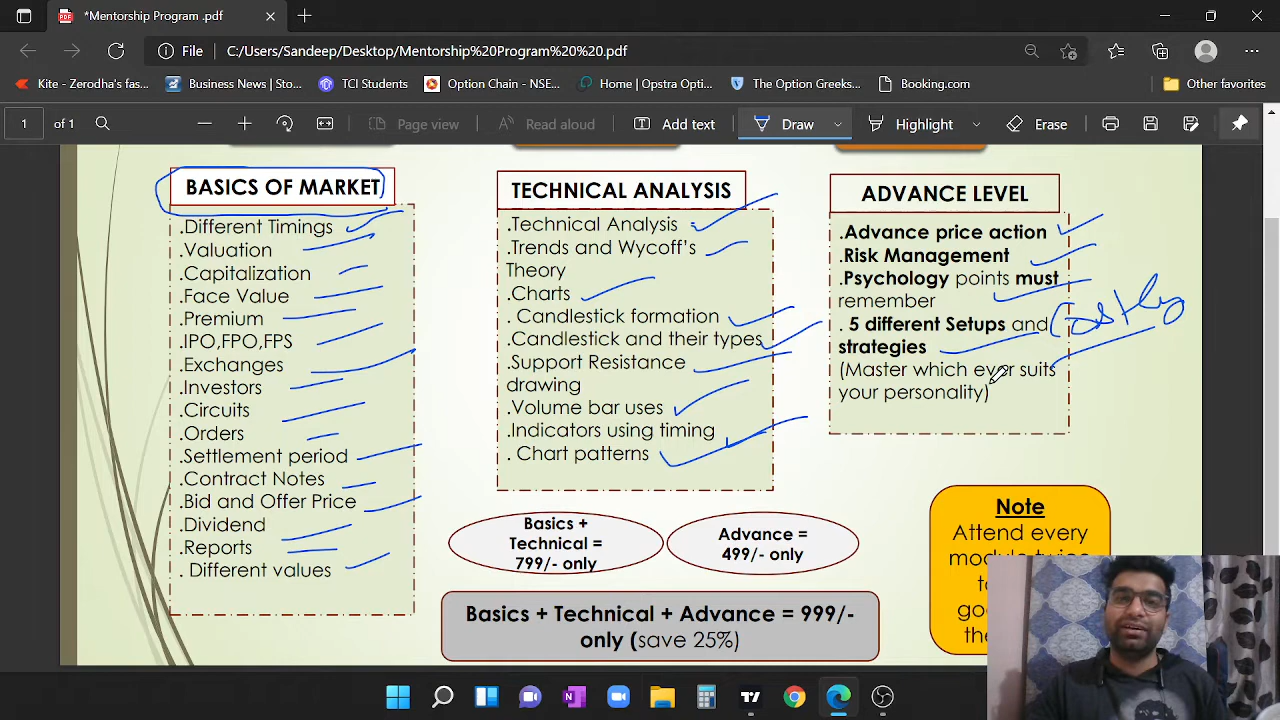 *Mentorship Program .pdf
File
C:/Users/Sandeep/Desktop/Mentorship%20Program%20%20.pdf
Kite - Zerodha's fas...
Business News | Sto...
TCI Students
Option Chain - NSE...
Home | Opstra Opti...
The Option Greeks...
Booking.com
Other favorites
1 of 1
Page view
Read aloud
Add text
Draw
Highlight
Erase
BASICS OF MARKET
.Different Timings
.Valuation
.Capitalization
.Face Value
.Premium
.IPO,FPO,FPS
.Exchanges
.Investors
.Circuits
.Orders
.Settlement period
.Contract Notes
.Bid and Offer Price
.Dividend
.Reports
. Different values
TECHNICAL ANALYSIS
.Technical Analysis
.Trends and Wycoff's
Theory
.Charts
. Candlestick formation
.Candlestick and their types
.Support Resistance
drawing
.Volume bar uses
.Indicators using timing
. Chart patterns
ADVANCE LEVEL
.Advance price action
.Risk Management
.Psychology points must
remember
. 5 different Setups and
strategies
(Master which ever suits
your personality)
Costly
Basics +
Technical =
799/- only
Advance =
499/- only
Basics + Technical + Advance = 999/-
only (save 25%)
Note
Attend every